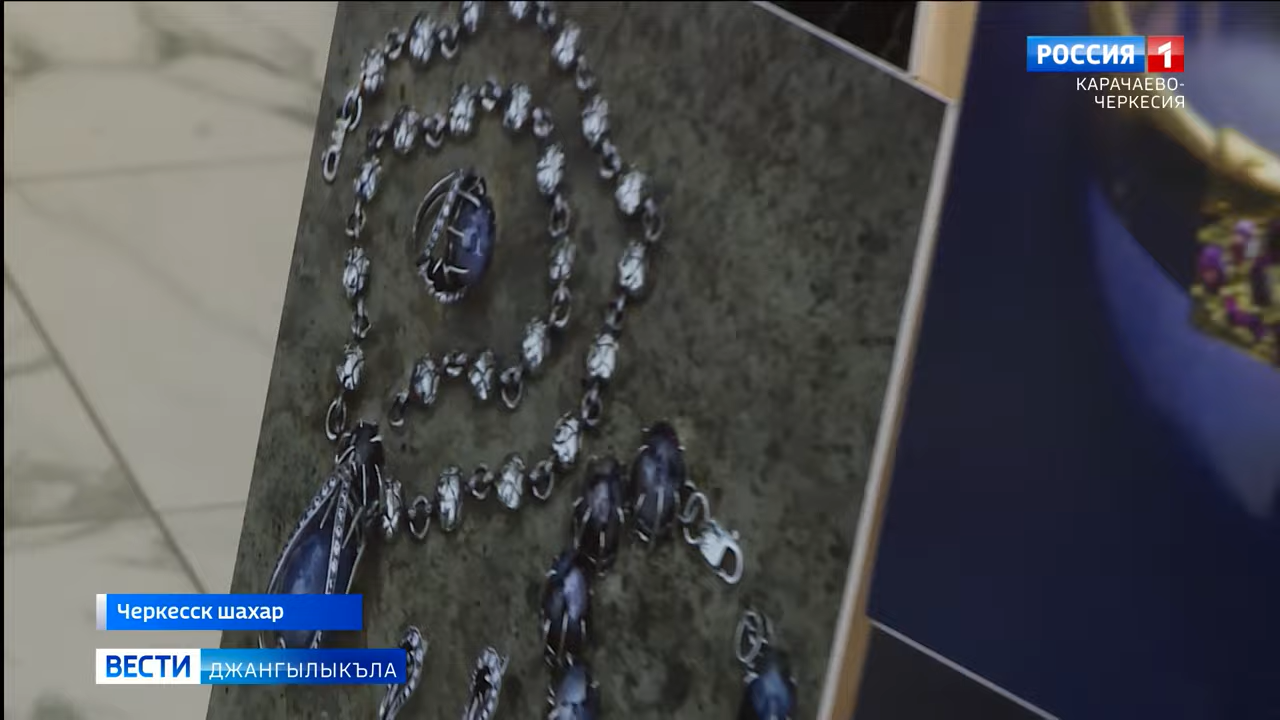 РОССИЯ 1
КАРАЧАЕВО-
ЧЕРКЕСИЯ
Черкесск шахар
ВЕСТИ ДЖАНГЫЛЫКЪЛА